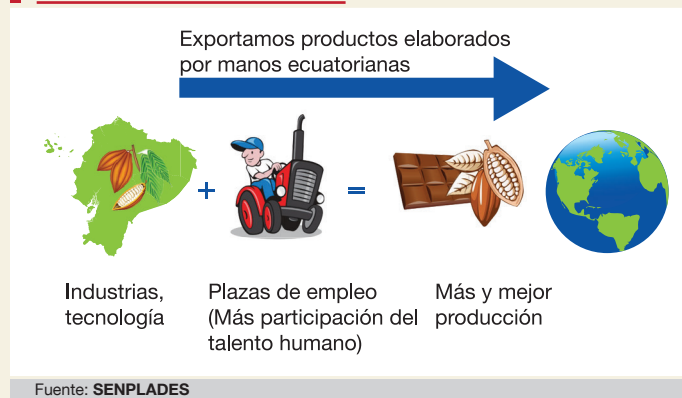 Exportamos productos elaborados
por manos ecuatorianas
+
=
Industrias,
tecnología
Plazas de empleo
(Más participación del
talento humano)
Más y mejor
producción
Fuente: SENPLADES